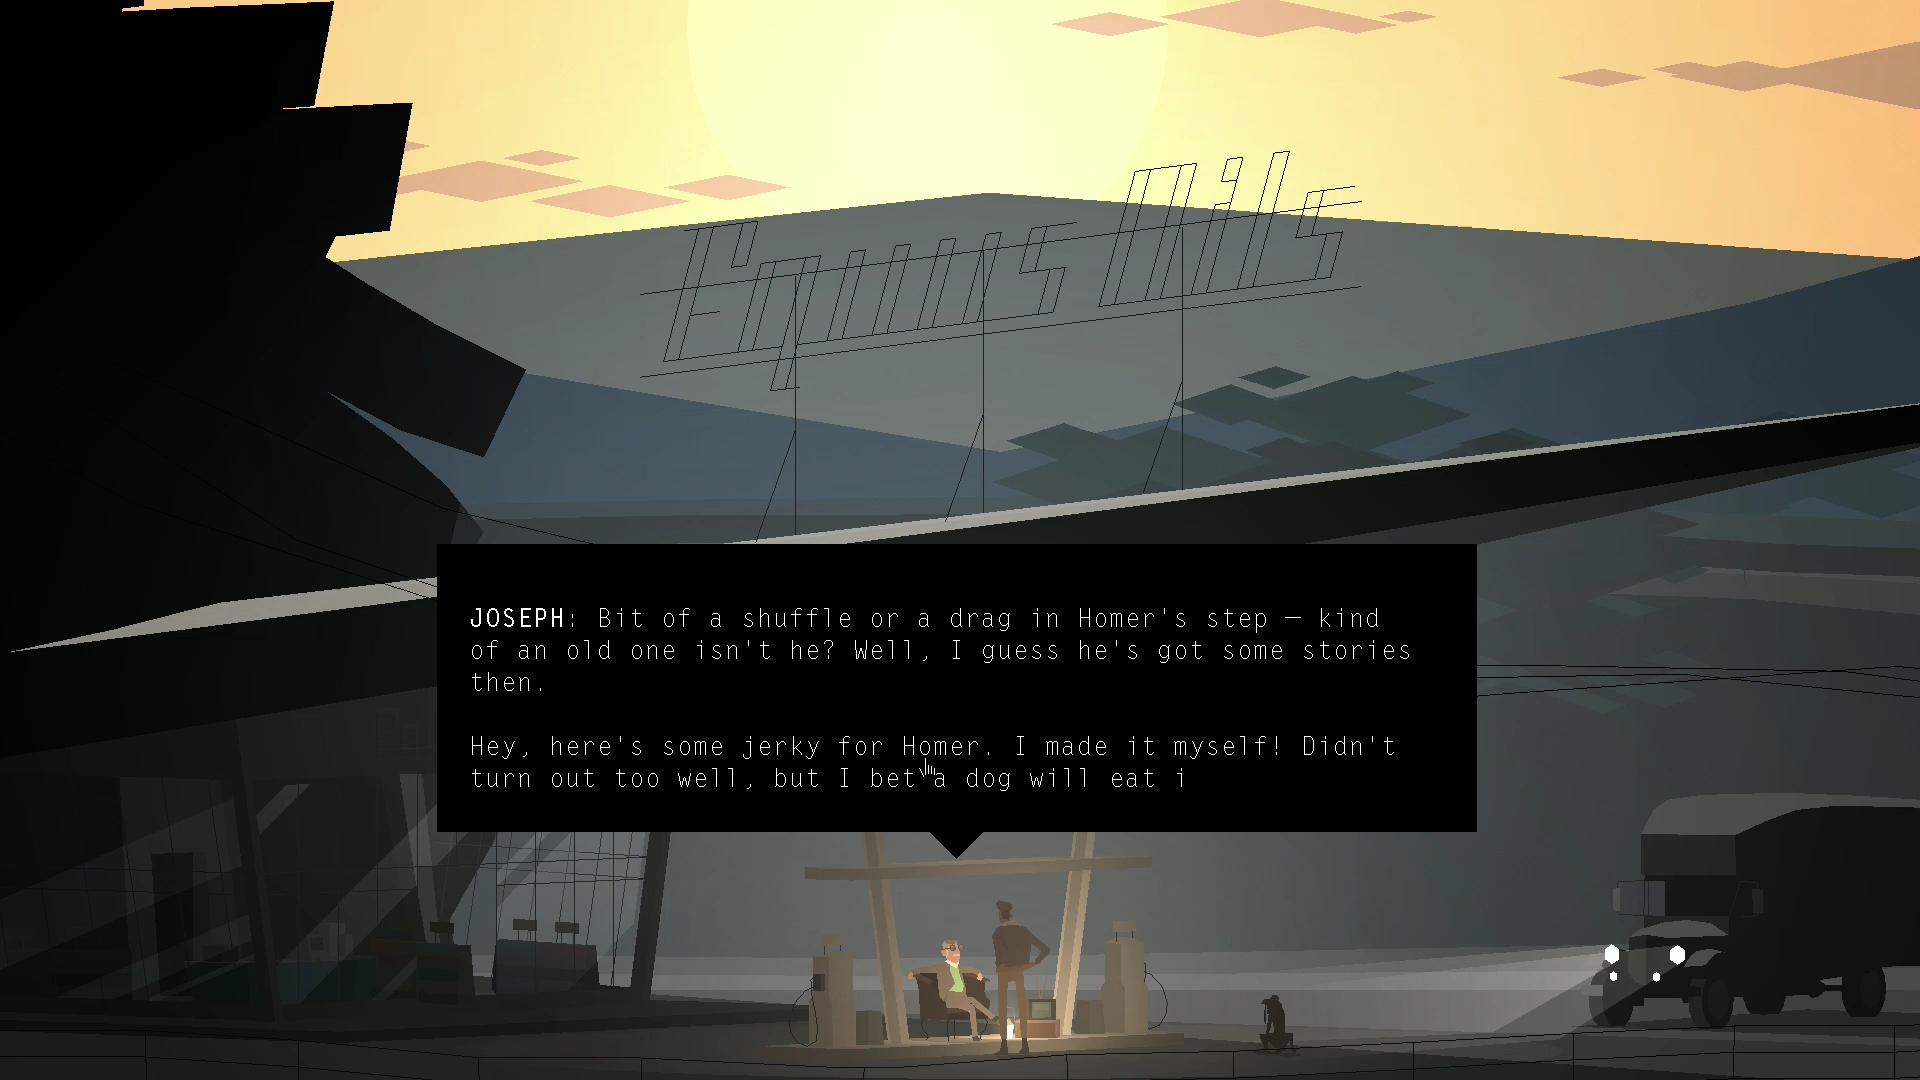 Equus Oils
JOSEPH: Bit of a shuffle or a drag in Homer's step — kind
of an old one isn't he? Well, I guess he's got some stories
then.
Hey, here's some jerky for Homer. I made it myself! Didn't
turn out too well, but I bet a dog will eat i